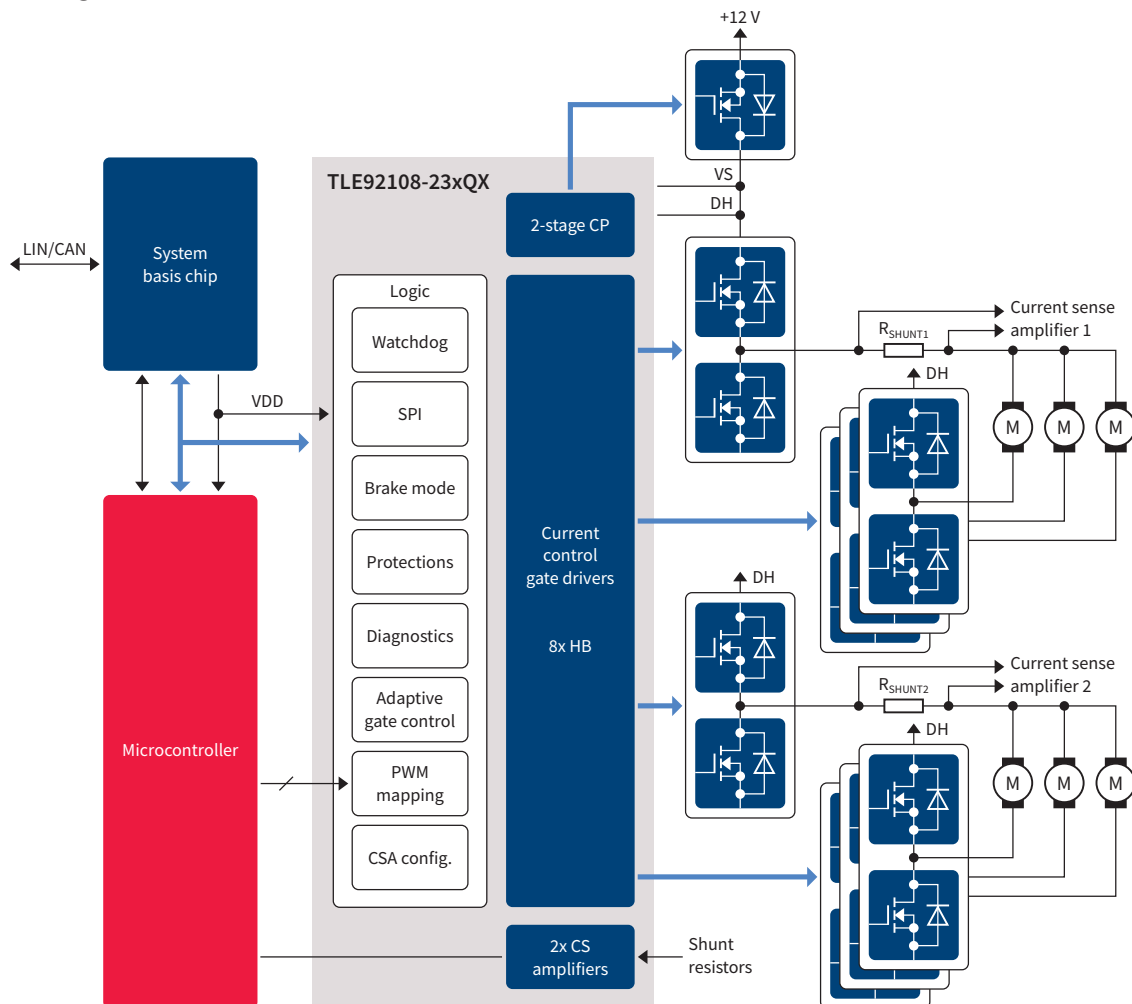 +12 V
VS
DH
TLE92108-23xQX
2-stage CP
LIN/CAN
System
basis chip
Logic
Watchdog
SPI
Brake mode
Protections
Diagnostics
Adaptive
gate control
PWM
mapping
CSA config.
VDD
Microcontroller
Current
control
gate drivers
8x HB
2x CS
amplifiers
Shunt
resistors
RSHUNT1
Current sense
amplifier 1
DH
M
M
M
DH
RSHUNT2
Current sense
amplifier 2
DH
M
M
M